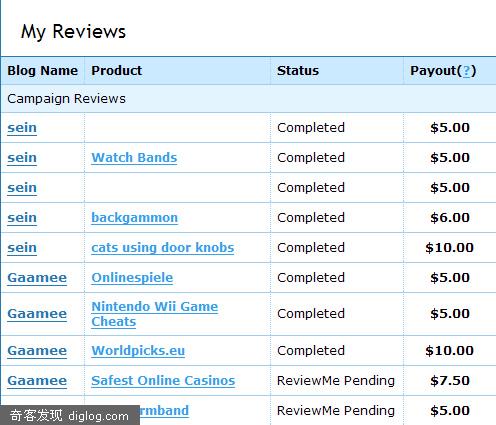 My Reviews
Blog Name Product Status Payout(?)
Campaign Reviews
sein Completed $5.00
sein Watch Bands Completed $5.00
sein Completed $5.00
sein backgammon Completed $6.00
sein cats using door knobs Completed $10.00
Gaamee Onlinespiele Completed $5.00
Gaamee Nintendo Wii Game Completed $5.00
Cheats
Gaamee Worldpicks.eu Completed $10.00
Gaamee Safest Online Casinos ReviewMe Pending $7.50
ReviewMe Pending $5.00
奇客发现 diglog.com